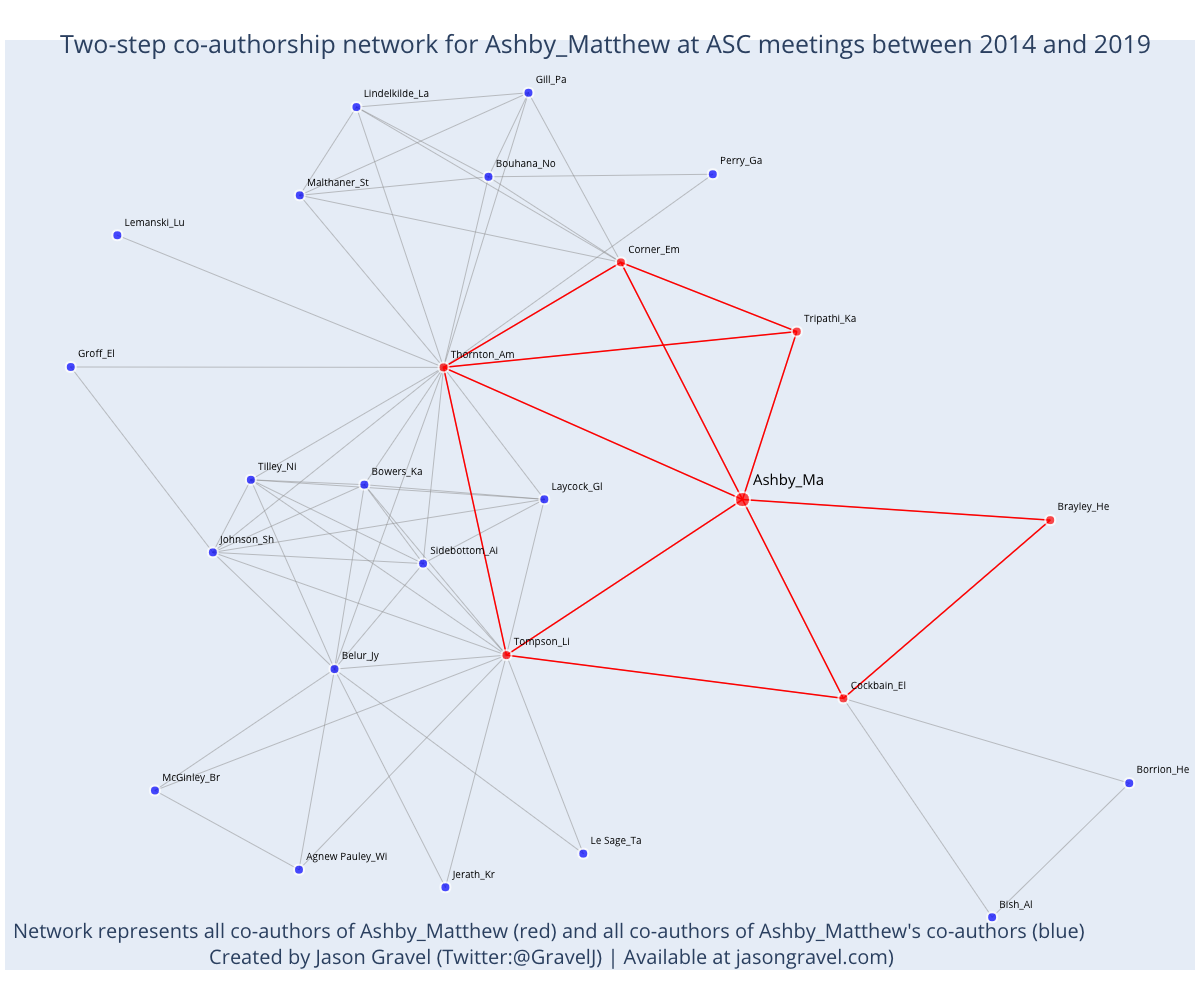 Two-step co-authorship network for Ashby_Matthew at ASC meetings between 2014 and 2019
Gill_Pa
Lindelkilde_La
Bouhana_No
Perry_Ga
Malthaner_St
Lemanski_Lu
Corner_Em
Tripathi_Ka
Thornton_Am
Groff_El
Tilley_Ni
Bowers_Ka
Ashby_Ma
Laycock_Gl
Brayley_He
Johnson_Sh
Sidebottom_Ai
Tompson_Li
Belur_Jy
Cockbain_El
Borrion_He
McGinley_Br
Le Sage_Ta
Agnew Pauley_Wi
Jerath_Kr
Bish_Al
Network represents all co-authors of Ashby_Matthew (red) and all co-authors of Ashby_Matthew's co-authors (blue)
Created by Jason Gravel (Twitter:@GravelJ) | Available at jasongravel.com)